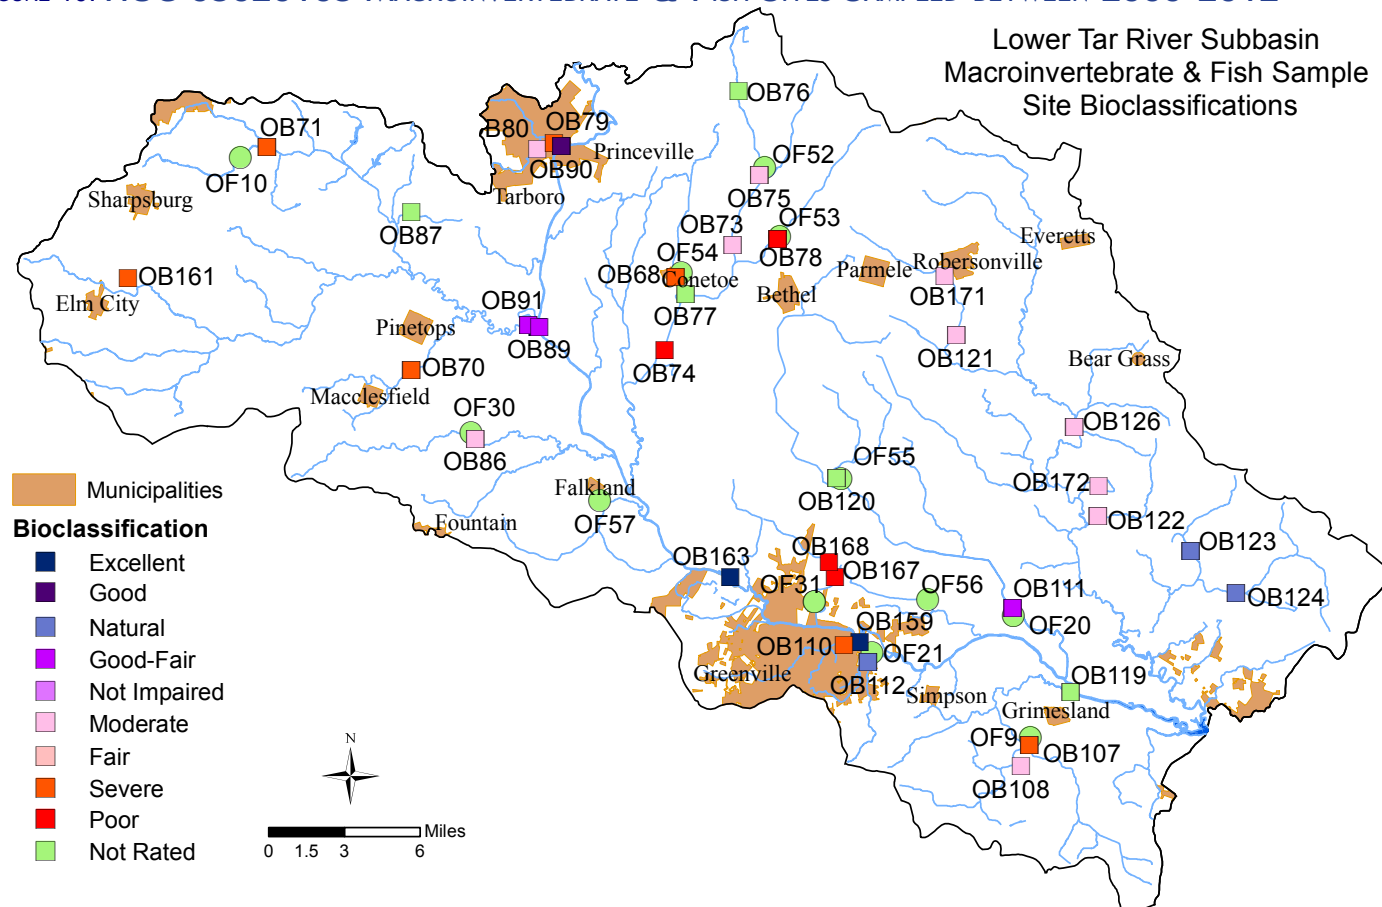 Lower Tar River Subbasin
Macroinvertebrate & Fish Sample
Site Bioclassifications
OB76
OB71
OF10
B80
OB79
OB90
Princeville
Tarboro
OF52
OB75
Sharpsburg
OB87
OB73
OF53
OB78
OF54
OB68
Conetoe
OB77
Everetts
Robersonville
Parmele
OB171
Bethel
OB161
Elm City
OB91
OB89
Pinetops
OB74
OB121
Bear Grass
OB70
Macclesfield
OF30
OB86
OB126
OF55
OB120
OB172
OB122
Falkland
OF57
Fountain
OB123
OB124
OB163
OB168
OB167
OF31
OF56
OB111
OF20
OB159
OB110
OF21
OB112
Greenville
Simpson
OB119
Grimesland
OF9
OB107
OB108
Municipalities
Bioclassification
Excellent
Good
Natural
Good-Fair
Not Impaired
Moderate
Fair
Severe
Poor
Not Rated
N
Miles
0 1.5 3 6